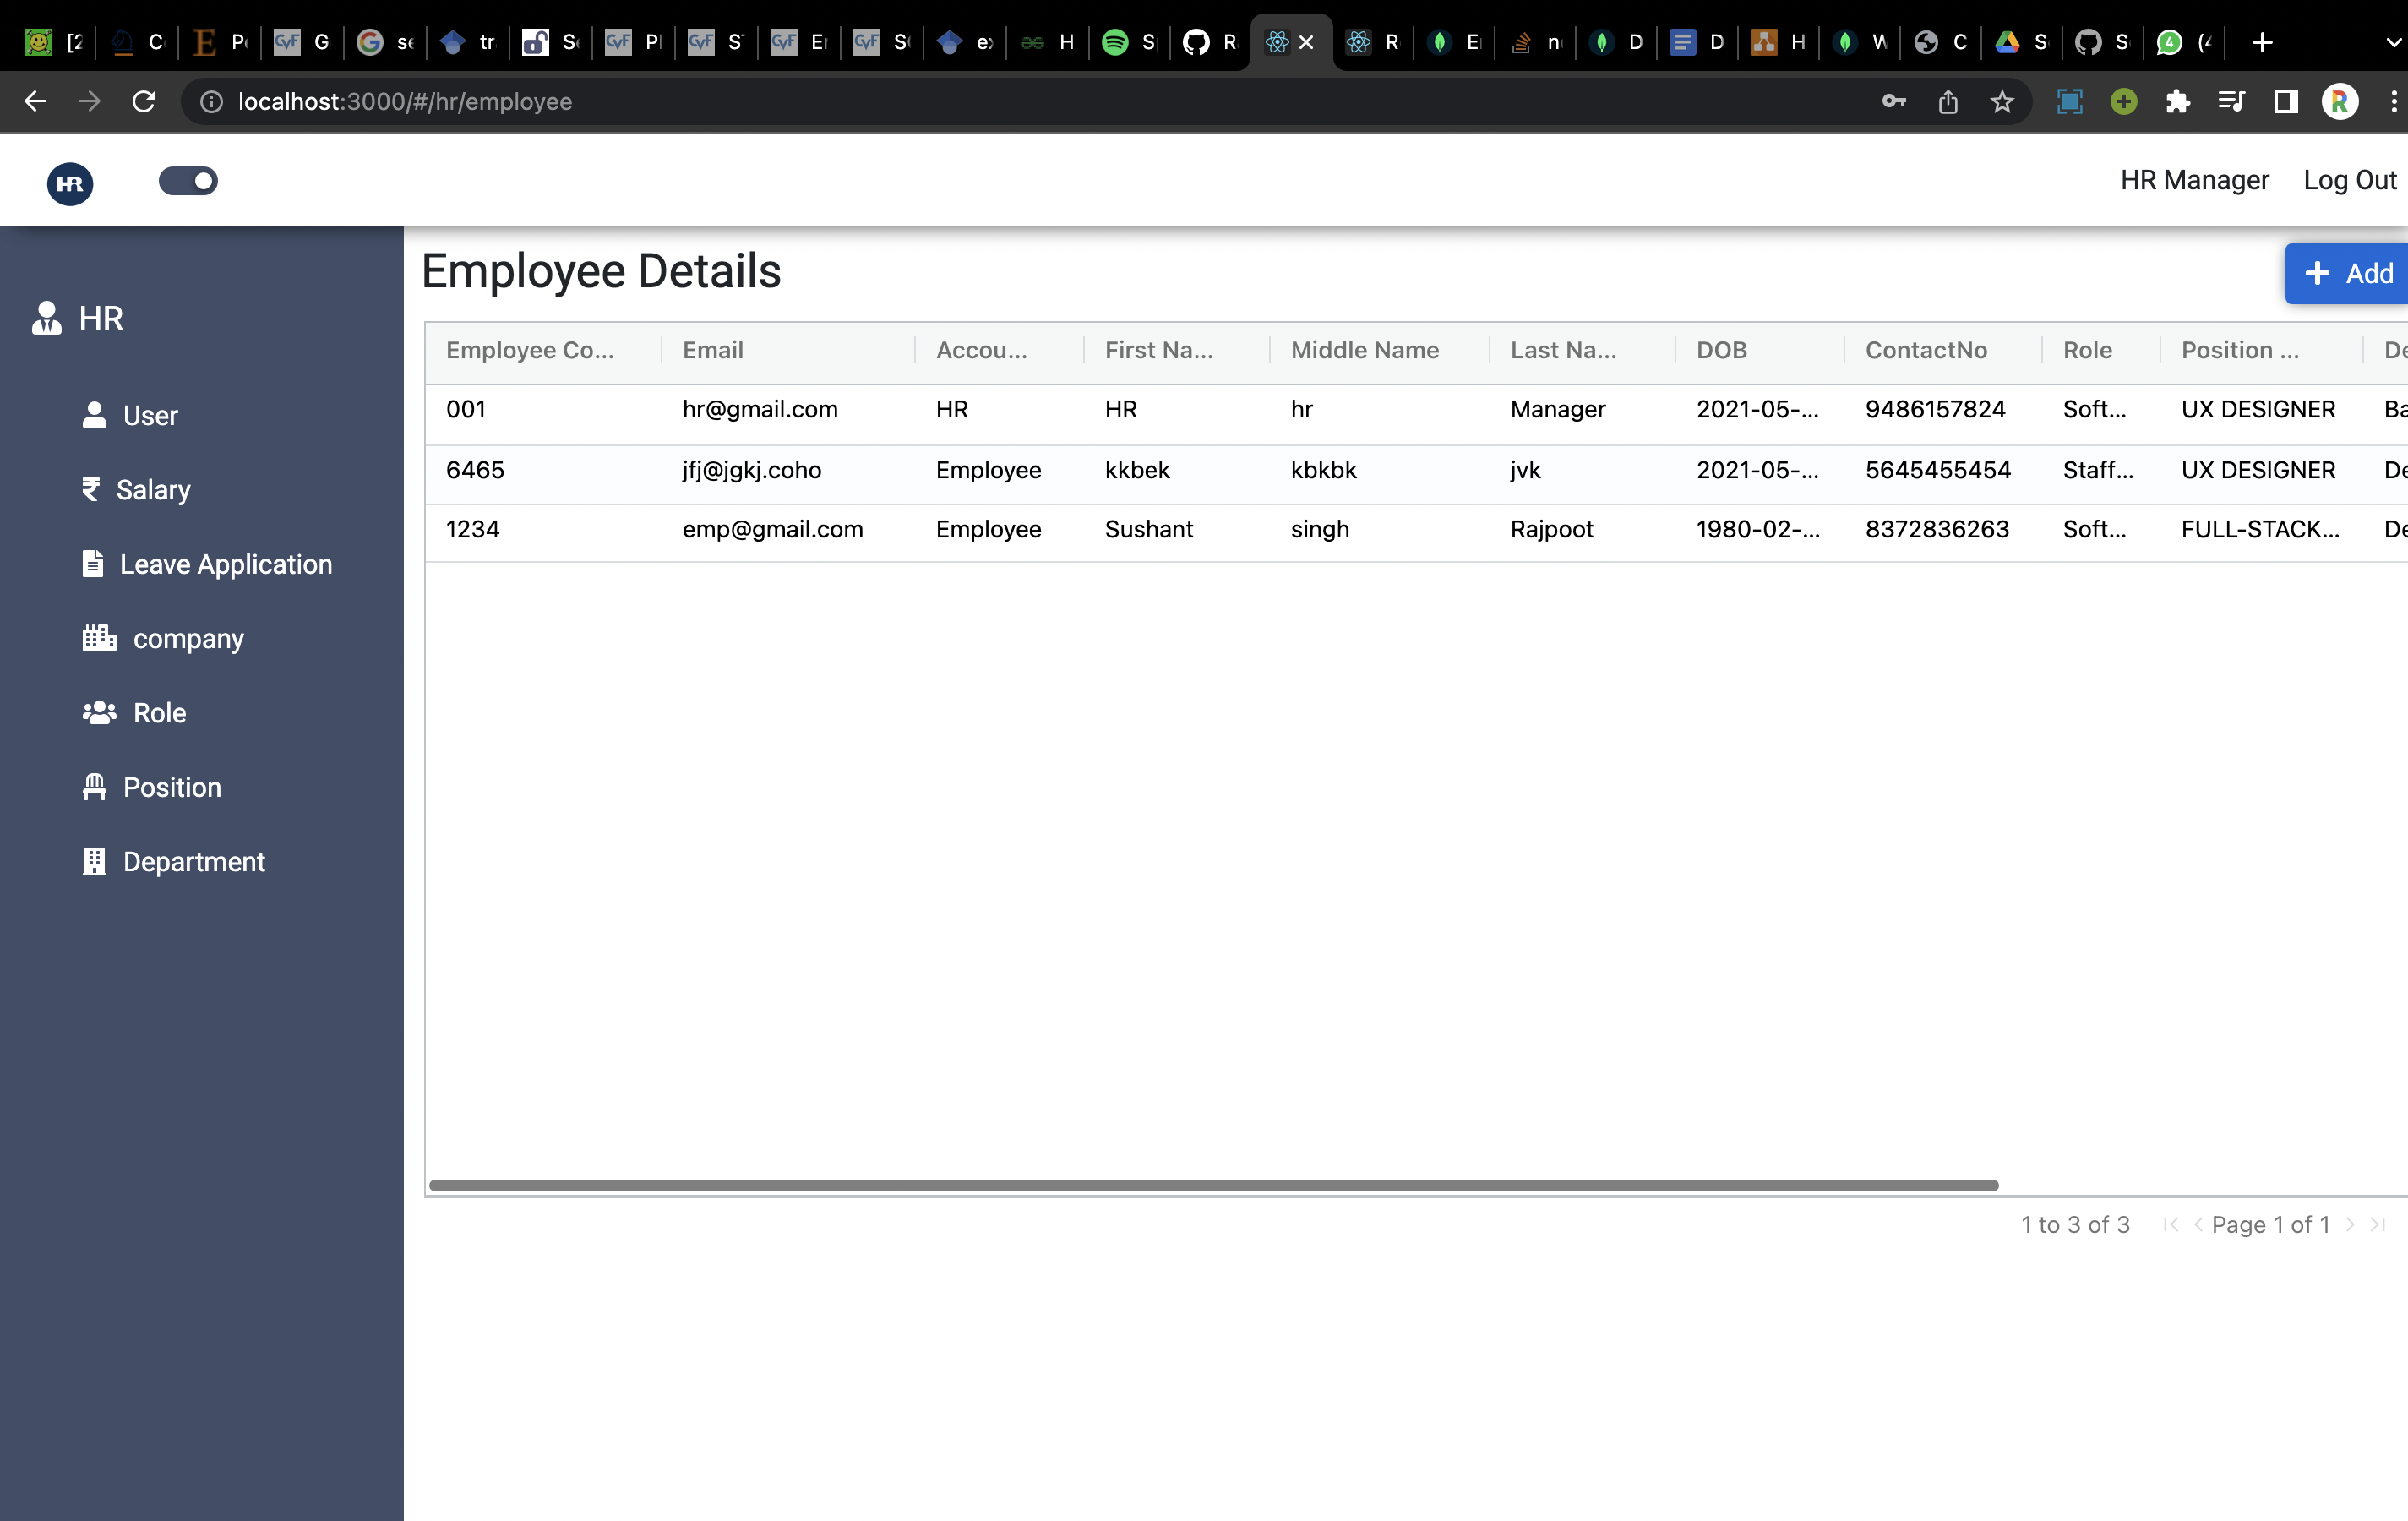 [2 C P G se tr S Pl S Er S ex H S R R E n D D H W C S S (4
localhost:3000/#/hr/employee
HR HR Manager Log Out
Employee Details + Add
HR
User
Salary
Leave Application
company
Role
Position
Department
Employee Co... Email Accou... First Na... Middle Name Last Na... DOB ContactNo Role Position ... De
001 hr@gmail.com HR HR hr Manager 2021-05-... 9486157824 Soft... UX DESIGNER Ba
6465 jfj@jgkj.coho Employee kkbek kbkbk jvk 2021-05-... 5645455454 Staff... UX DESIGNER De
1234 emp@gmail.com Employee Sushant singh Rajpoot 1980-02-... 8372836263 Soft... FULL-STACK... De
1 to 3 of 3 Page 1 of 1